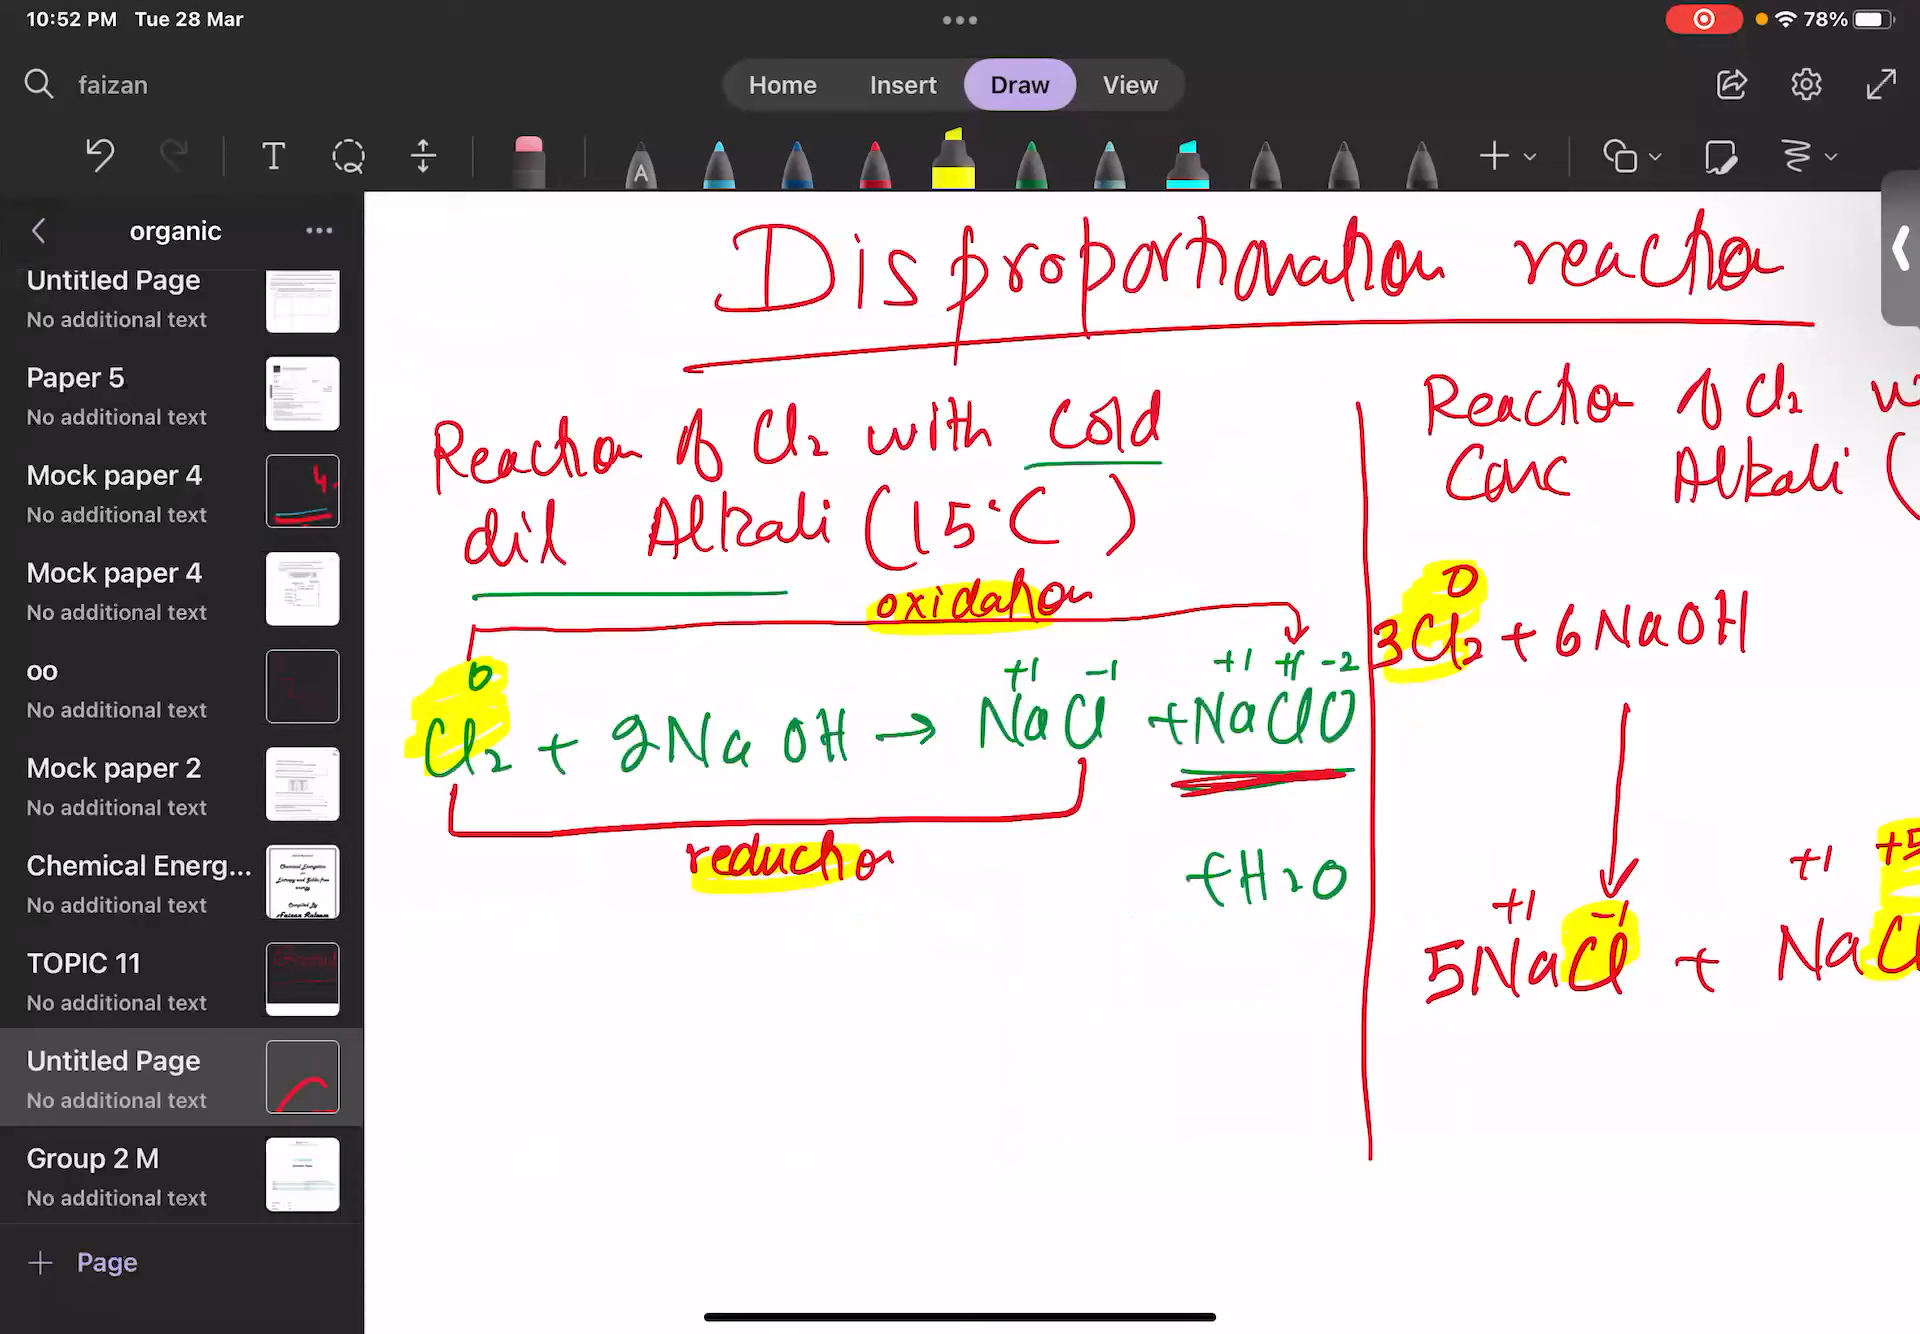 10:52 PM Tue 28 Mar
78%
faizan
Home Insert Draw View
T
A
organic
Untitled Page
No additional text
Paper 5
No additional text
Mock paper 4
No additional text
Mock paper 4
No additional text
oo
No additional text
Mock paper 2
No additional text
Chemical Energ...
No additional text
TOPIC 11
No additional text
Untitled Page
No additional text
Group 2 M
No additional text
+ Page
Disproportionation reaction
Reaction of Cl₂ with cold
dil Alkali (15°C)
oxidation
0 +1 -1 +1 +1 -2
Cl₂ + 2NaOH → NaCl + NaClO
reduction
+H₂O
Reaction of Cl₂ w
Conc Alkali (
0
3Cl₂ + 6NaOH
+1 -1 +1 +5
5NaCl + NaCl